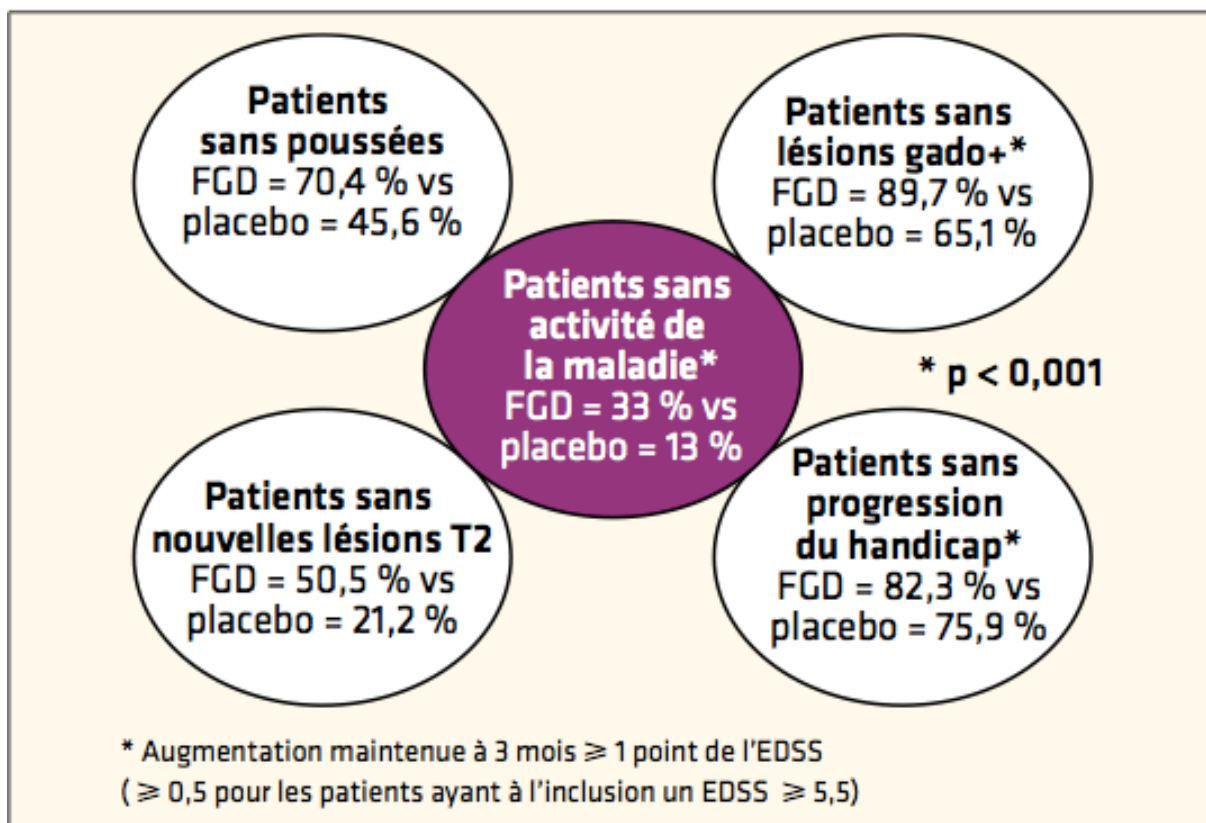 Patients
sans poussées
FGD = 70,4 % vs
placebo = 45,6 %
Patients sans
lésions gado+*
FGD = 89,7 % vs
placebo = 65,1 %
Patients sans
activité de
la maladie*
FGD = 33 % vs
placebo = 13 %
* p < 0,001
Patients sans
nouvelles lésions T2
FGD = 50,5 % vs
placebo = 21,2 %
Patients sans
progression
du handicap*
FGD = 82,3 % vs
placebo = 75,9 %
* Augmentation maintenue à 3 mois ⩾ 1 point de l’EDSS
( ⩾ 0,5 pour les patients ayant à l’inclusion un EDSS ⩾ 5,5)